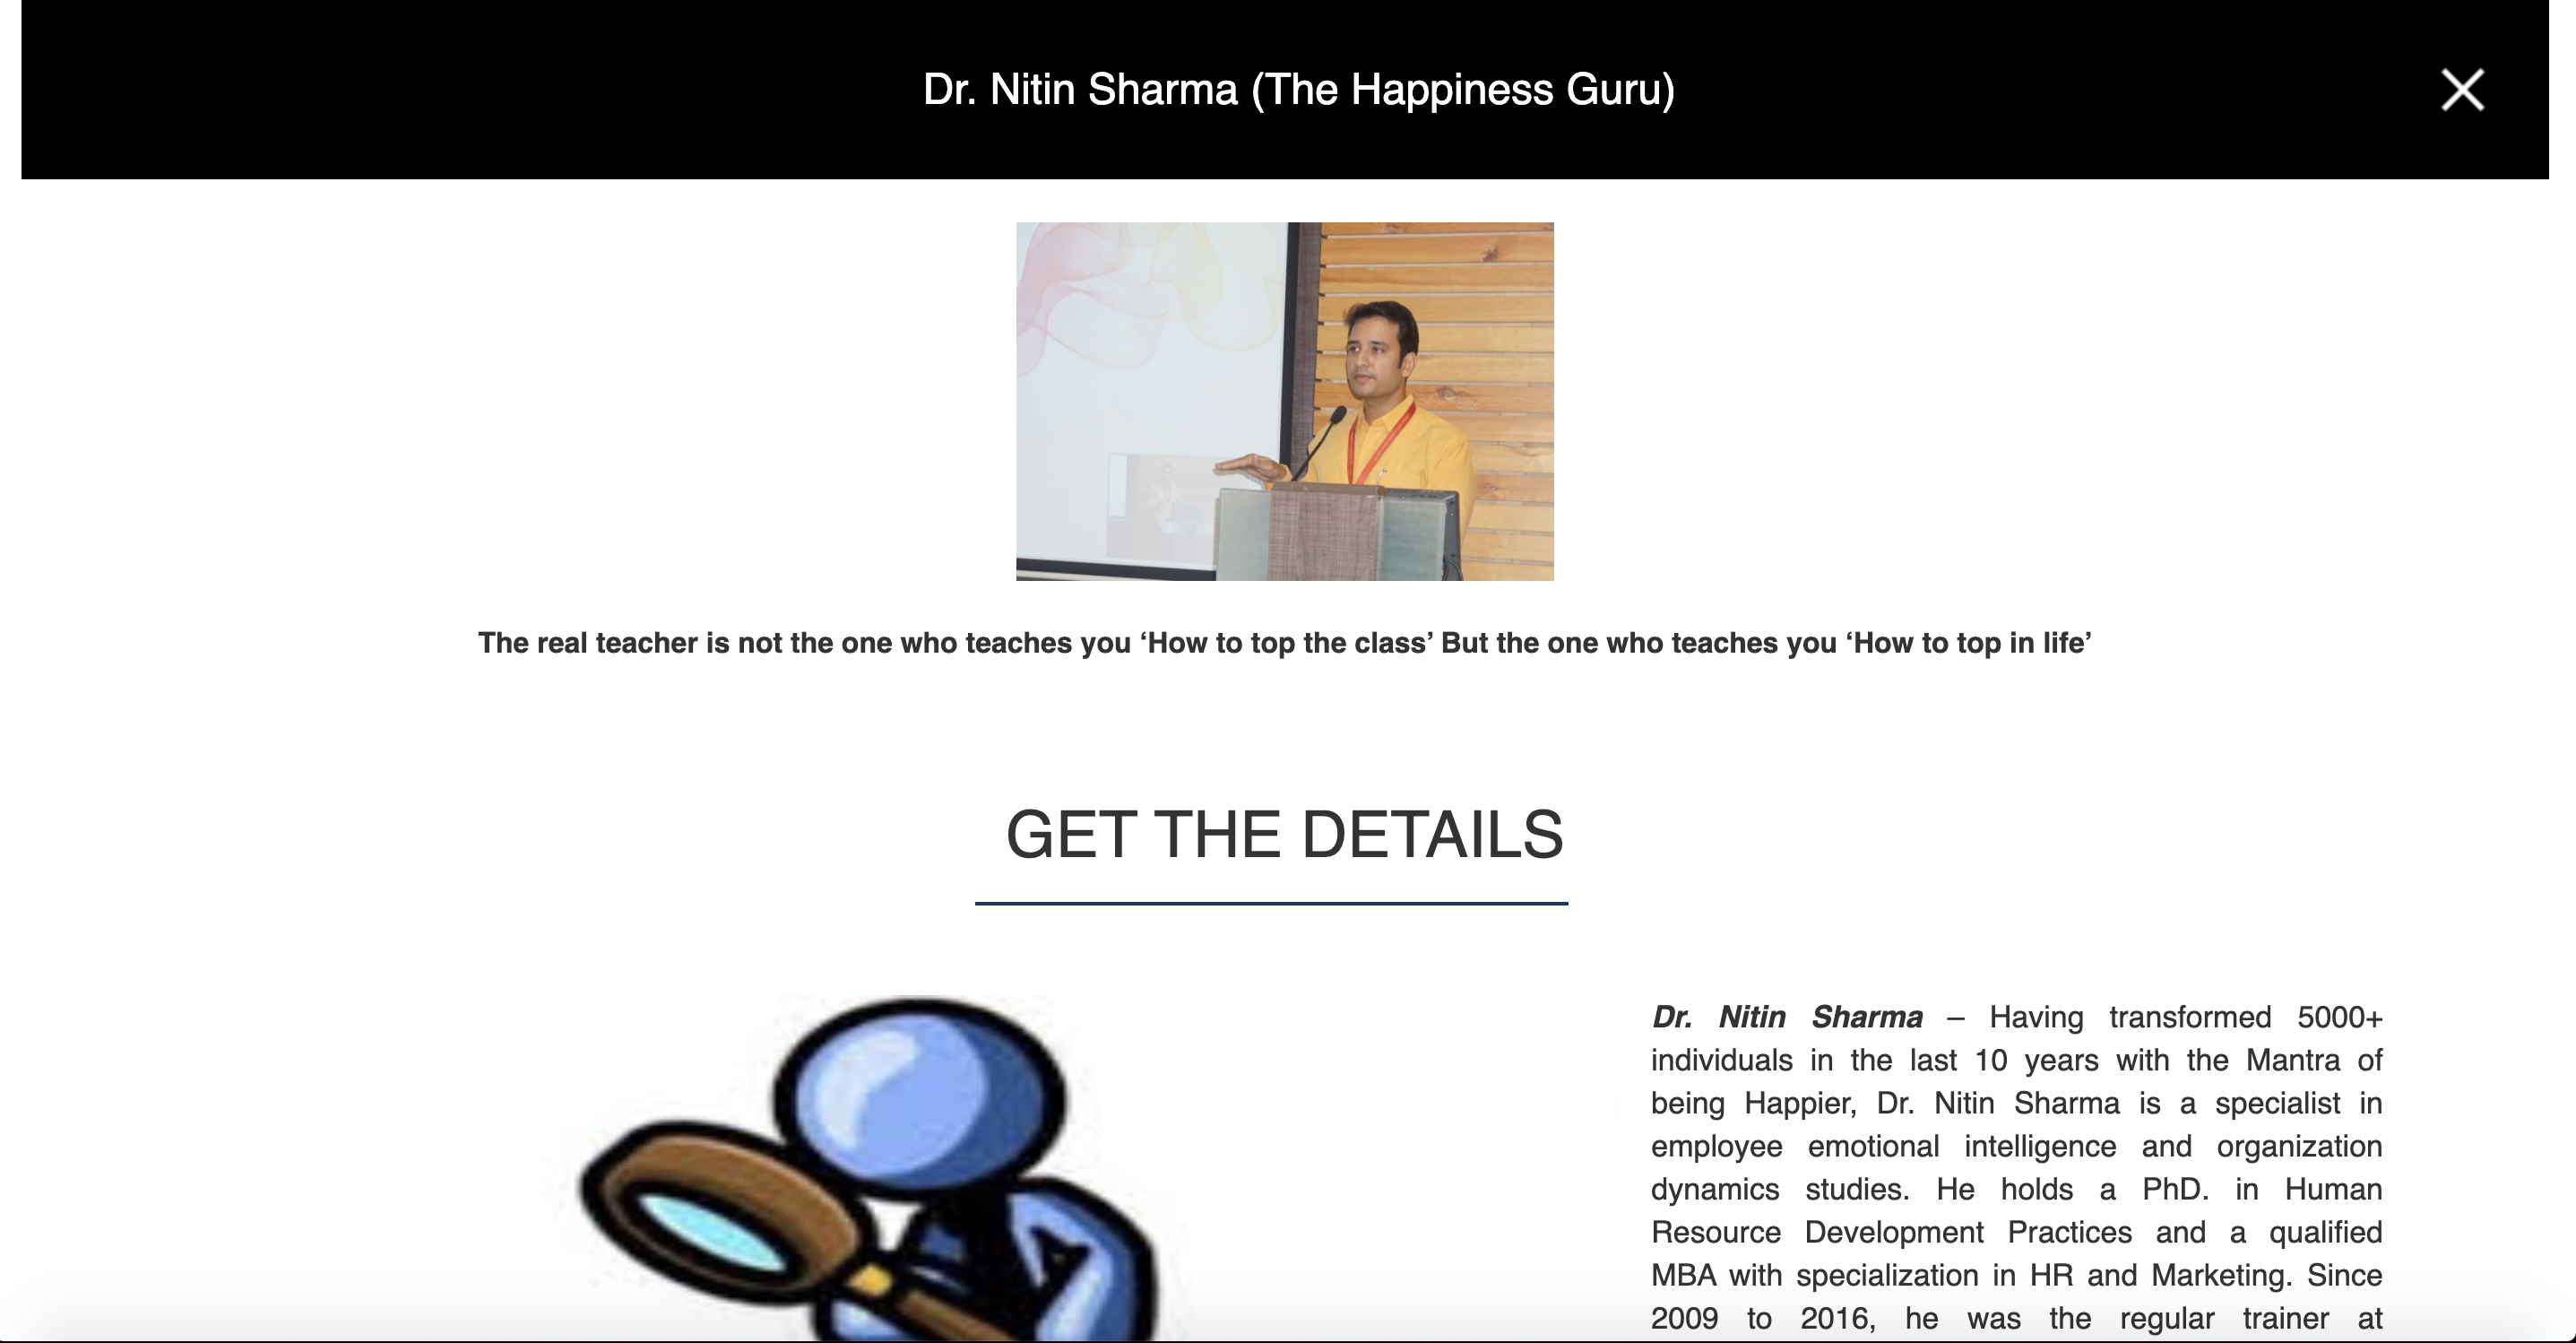 Dr. Nitin Sharma (The Happiness Guru)
The real teacher is not the one who teaches you ‘How to top the class’ But the one who teaches you ‘How to top in life’
GET THE DETAILS
Dr. Nitin Sharma – Having transformed 5000+
individuals in the last 10 years with the Mantra of
being Happier, Dr. Nitin Sharma is a specialist in
employee emotional intelligence and organization
dynamics studies. He holds a PhD. in Human
Resource Development Practices and a qualified
MBA with specialization in HR and Marketing. Since
2009 to 2016, he was the regular trainer at